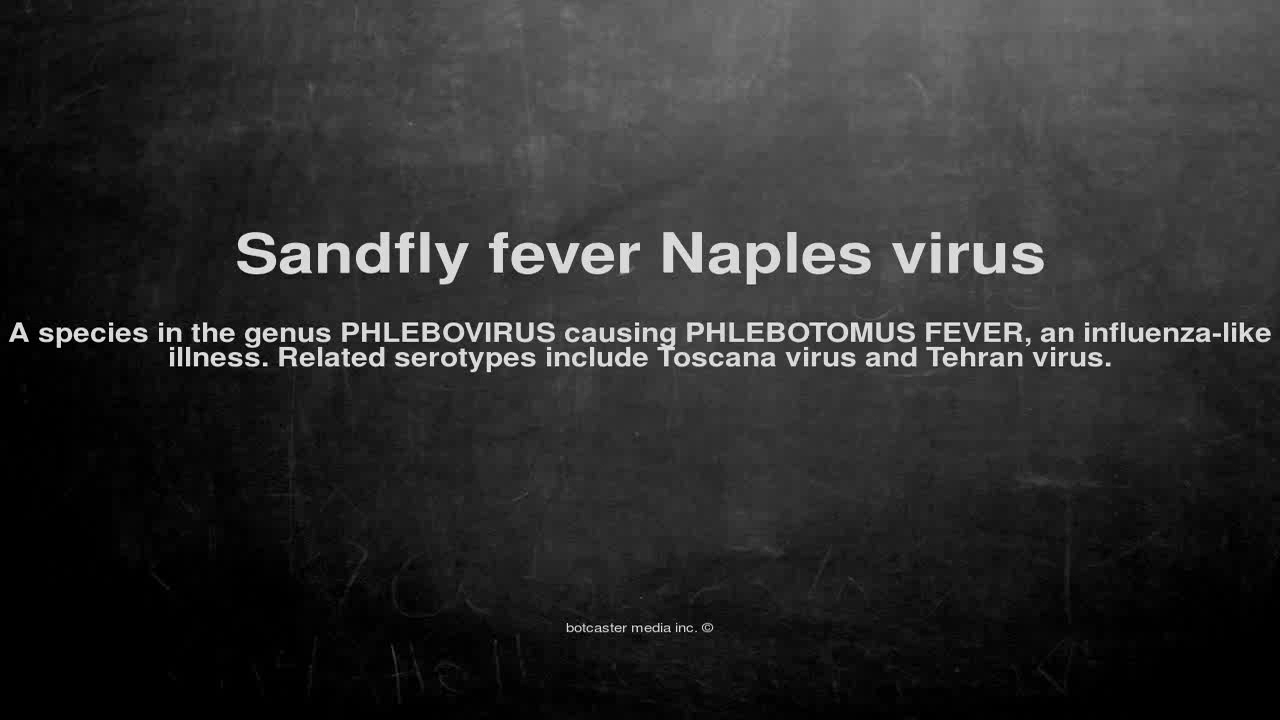 Sandfly fever Naples virus
A species in the genus PHLEBOVIRUS causing PHLEBOTOMUS FEVER, an influenza-like
illness. Related serotypes include Toscana virus and Tehran virus.
botcaster media inc. ©